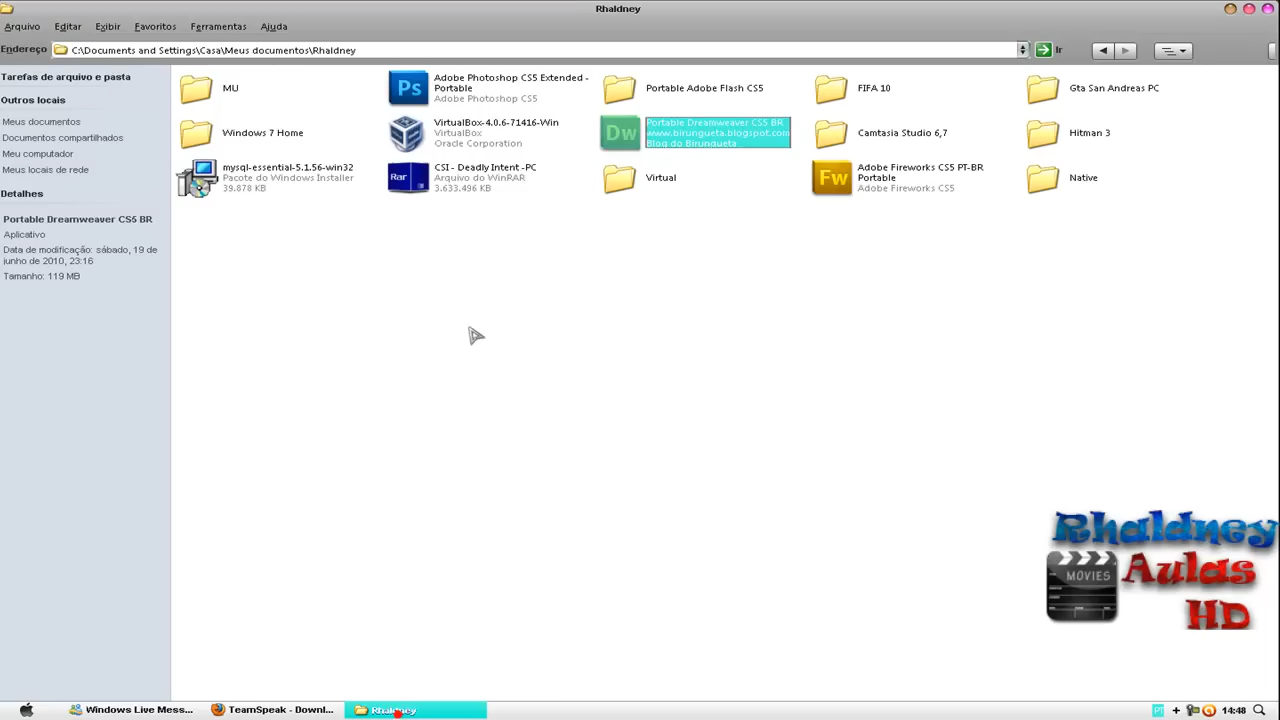 Rhaldney
Arquivo Editar Exibir Favoritos Ferramentas Ajuda
Endereço C:\Documents and Settings\Casa\Meus documentos\Rhaldney Ir
Tarefas de arquivo e pasta
Outros locais
Meus documentos
Documentos compartilhados
Meu computador
Meus locais de rede
Detalhes
Portable Dreamweaver CS5 BR
Aplicativo
Data de modificação: sábado, 19 de
junho de 2010, 23:16
Tamanho: 119 MB
MU
Ps
Adobe Photoshop CS5 Extended -
Portable
Adobe Photoshop CS5
Portable Adobe Flash CS5
FIFA 10
Gta San Andreas PC
Windows 7 Home
VirtualBox-4.0.6-71416-Win
VirtualBox
Oracle Corporation
Dw
Portable Dreamweaver CS5 BR
www.birungueta.blogspot.com
Blog do Birungueta
Camtasia Studio 6,7
Hitman 3
mysql-essential-5.1.56-win32
Pacote do Windows Installer
39.878 KB
Rar
CSI - Deadly Intent -PC
Arquivo do WinRAR
3.633.496 KB
Virtual
Fw
Adobe Fireworks CS5 PT-BR
Portable
Adobe Fireworks CS5
Native
Rhaldney
MOVIES
Aulas
HD
Windows Live Mess... TeamSpeak - Downl... Rhaldney PT 14:48